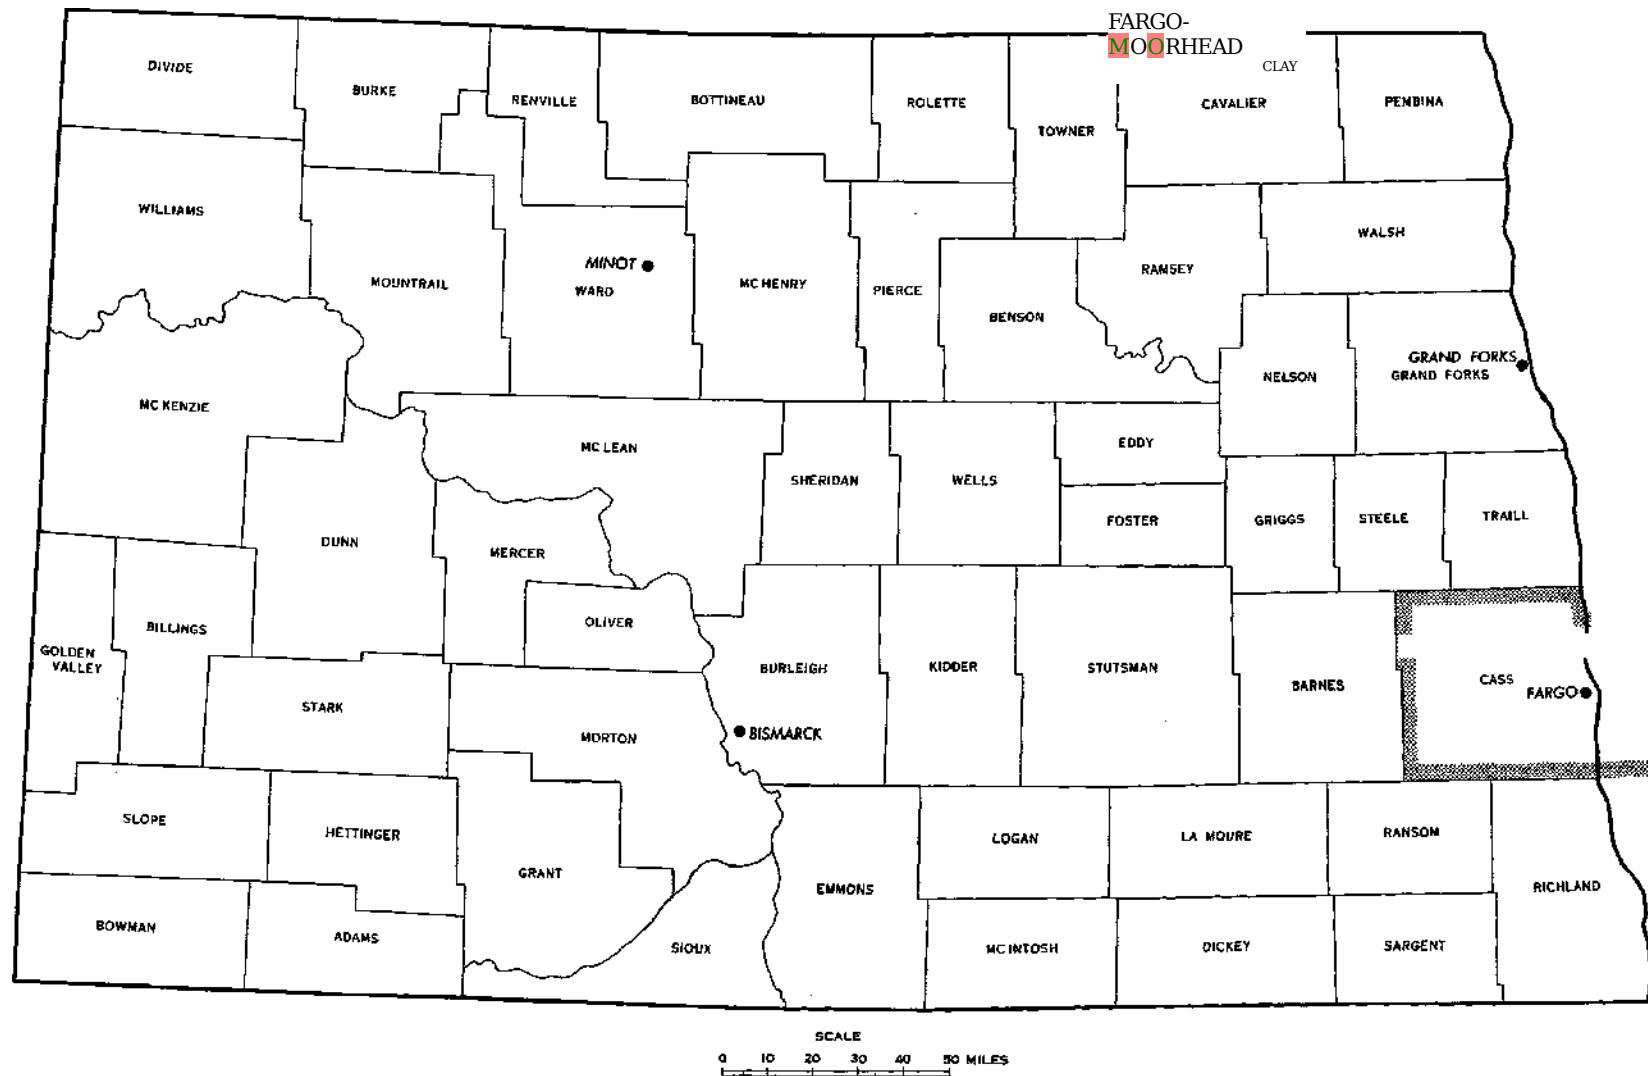 FARGO-
MOORHEAD
CLAY
DIVIDE
BURKE
RENVILLE
BOTTINEAU
ROLETTE
TOWNER
CAVALIER
PEMBINA
WILLIAMS
MOUNTRAIL
MINOT
WARD
MC HENRY
PIERCE
BENSON
RAMSEY
WALSH
NELSON
GRAND FORKS
GRAND FORKS
MC KENZIE
MC LEAN
SHERIDAN
WELLS
EDDY
FOSTER
GRIGGS
STEELE
TRAILL
DUNN
MERCER
OLIVER
GOLDEN
VALLEY
BILLINGS
STARK
MORTON
BURLEIGH
BISMARCK
KIDDER
STUTSMAN
BARNES
CASS
FARGO
SLOPE
HETTINGER
GRANT
EMMONS
LOGAN
LA MOURE
RANSOM
RICHLAND
BOWMAN
ADAMS
SIOUX
MC INTOSH
DICKEY
SARGENT
SCALE
0 10 20 30 40 50 MILES